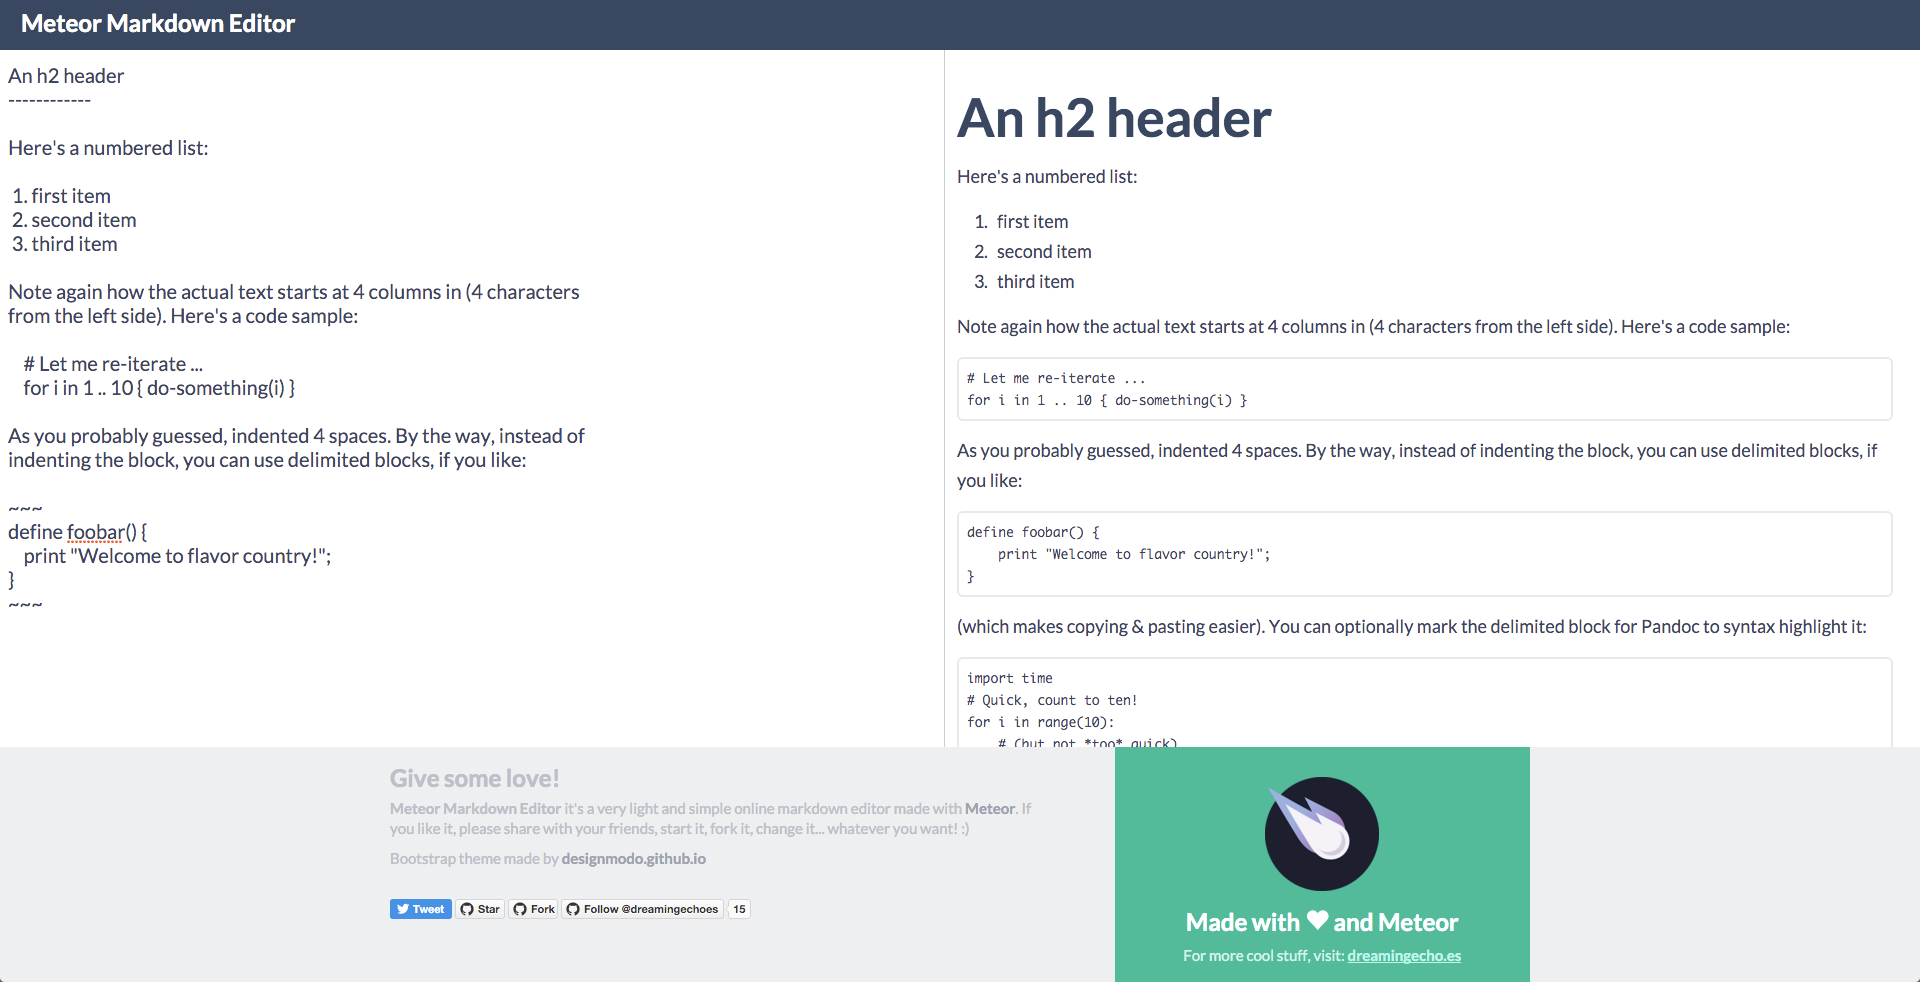 Meteor Markdown Editor
An h2 header
------------
Here's a numbered list:
1. first item
2. second item
3. third item
Note again how the actual text starts at 4 columns in (4 characters
from the left side). Here's a code sample:
# Let me re-iterate ...
for i in 1 .. 10 { do-something(i) }
As you probably guessed, indented 4 spaces. By the way, instead of
indenting the block, you can use delimited blocks, if you like:
~~~
define foobar() {
    print "Welcome to flavor country!";
}
~~~
An h2 header
Here's a numbered list:
1. first item
2. second item
3. third item
Note again how the actual text starts at 4 columns in (4 characters from the left side). Here's a code sample:
# Let me re-iterate ...
for i in 1 .. 10 { do-something(i) }
As you probably guessed, indented 4 spaces. By the way, instead of indenting the block, you can use delimited blocks, if
you like:
define foobar() {
    print "Welcome to flavor country!";
}
(which makes copying & pasting easier). You can optionally mark the delimited block for Pandoc to syntax highlight it:
import time
# Quick, count to ten!
for i in range(10):
    # (but not *too* quick)
Give some love!
Meteor Markdown Editor it's a very light and simple online markdown editor made with Meteor. If
you like it, please share with your friends, start it, fork it, change it... whatever you want! :)
Bootstrap theme made by designmodo.github.io
Tweet Star Fork Follow @dreamingechoes 15
Made with ♥ and Meteor
For more cool stuff, visit: dreamingecho.es